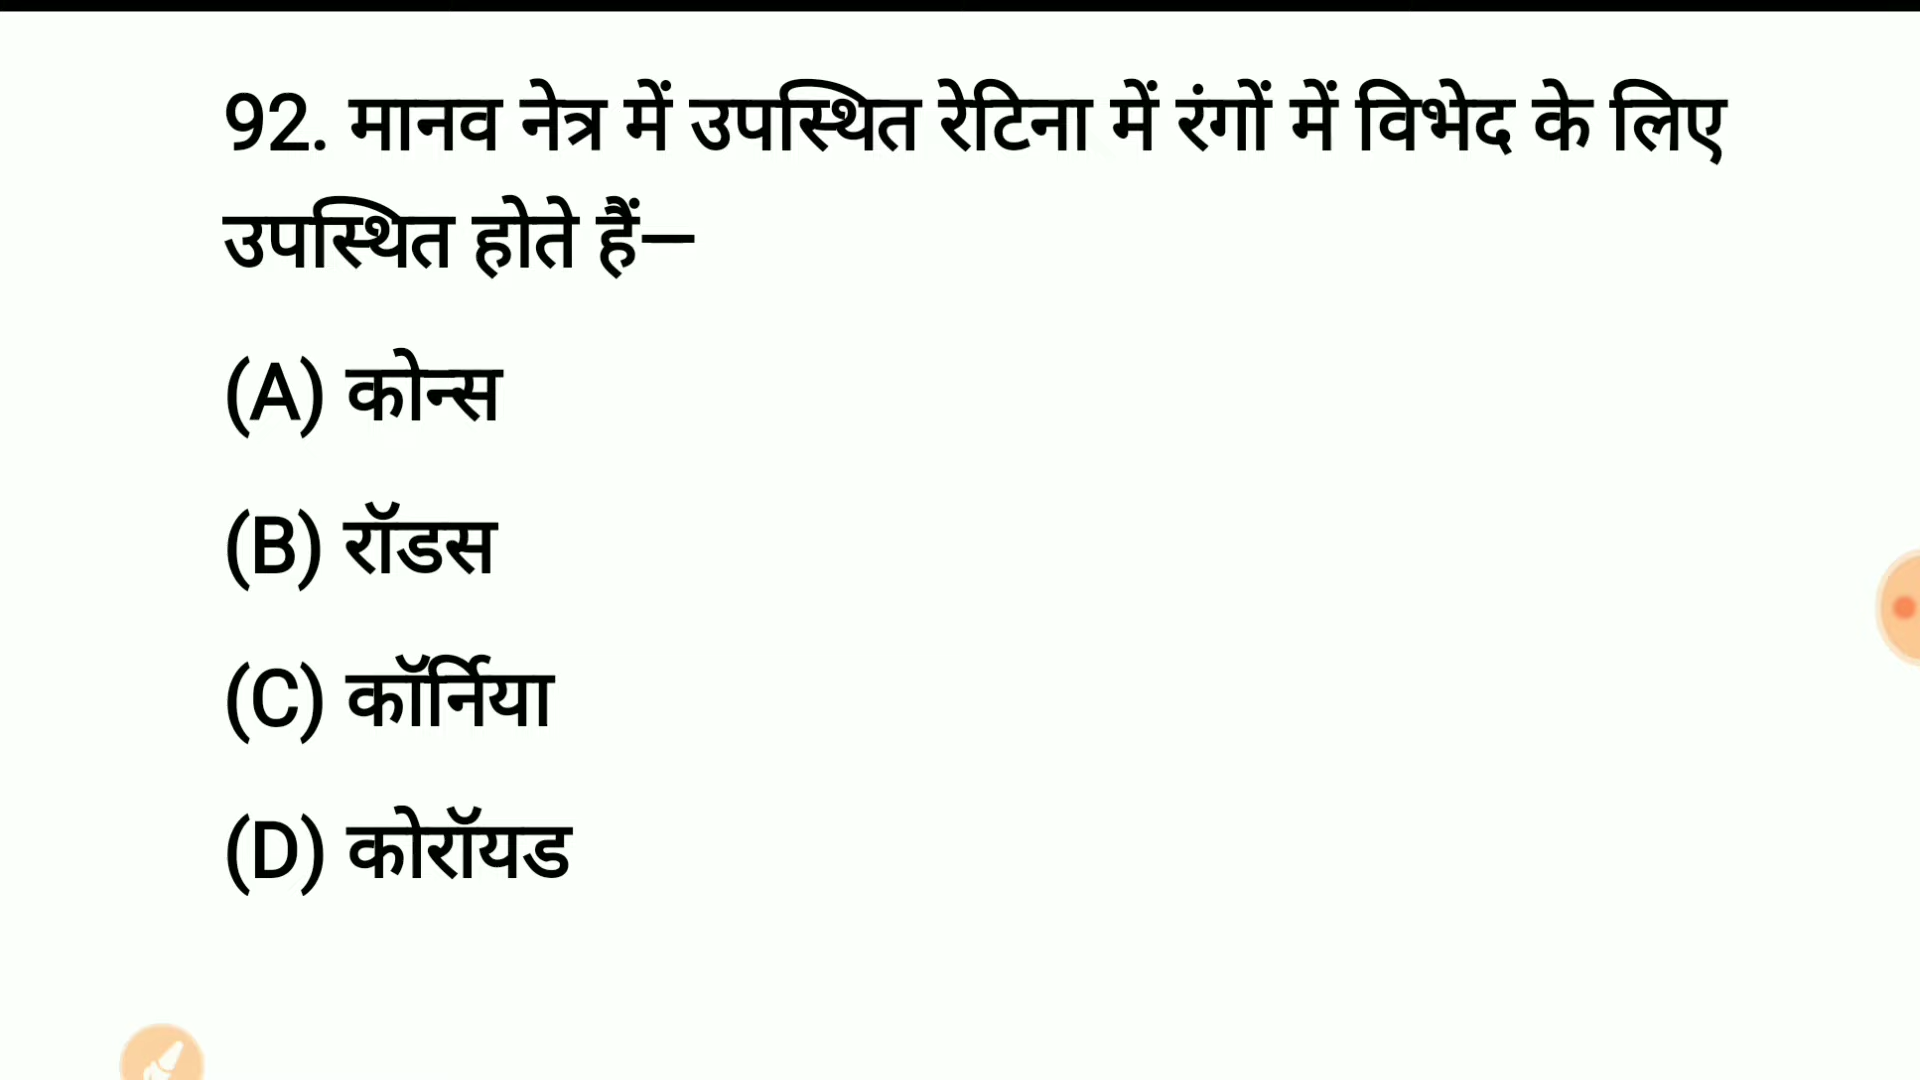 92. मानव नेत्र में उपस्थित रेटिना में रंगों में विभेद के लिए
उपस्थित होते हैं—
(A) कोन्स
(B) रॉडस
(C) कॉर्निया
(D) कोरॉयड